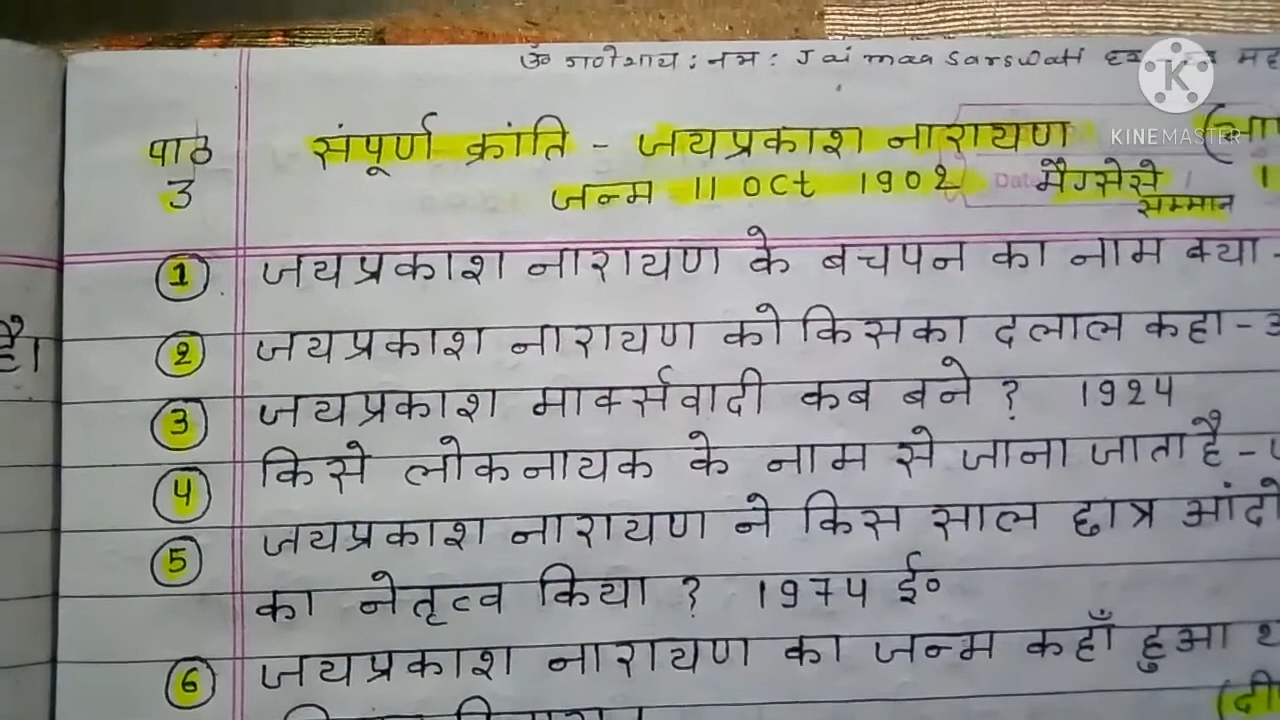 ॐ गणेशाय: नम: Jai maa Sarswati
KINEMASTER
पाठ 3 संपूर्ण क्रांति - जयप्रकाश नारायण
जन्म 11 Oct 1902 Dat मैग्सेसे सम्मान
① जयप्रकाश नारायण के बचपन का नाम क्या -
② जयप्रकाश नारायण को किसका दलाल कहा -
③ जयप्रकाश मार्क्सवादी कब बने ? 1924
④ किसे लोकनायक के नाम से जाना जाता है -
⑤ जयप्रकाश नारायण ने किस साल छात्र आंदो
का नेतृत्व किया ? 1974 ई०
⑥ जयप्रकाश नारायण का जन्म कहाँ हुआ
(दी
है।